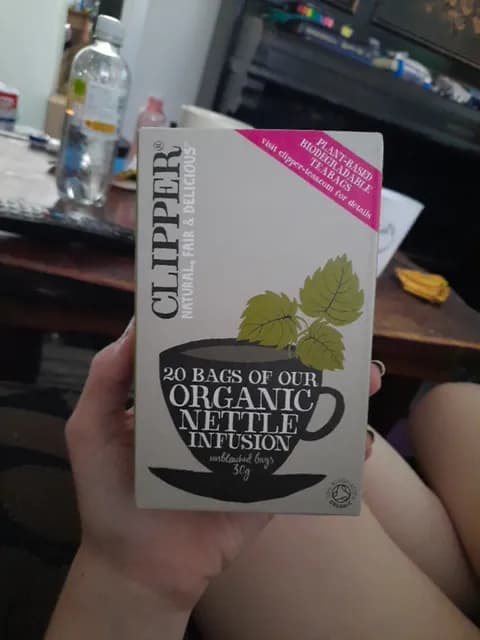 CLIPPER®
NATURAL, FAIR & DELICIOUS
PLANT-BASED
BIODEGRADABLE
TEABAGS
visit clipper-teas.com for details
20 BAGS OF OUR
ORGANIC
NETTLE
INFUSION
unbleached bags
30g
ORGANIC